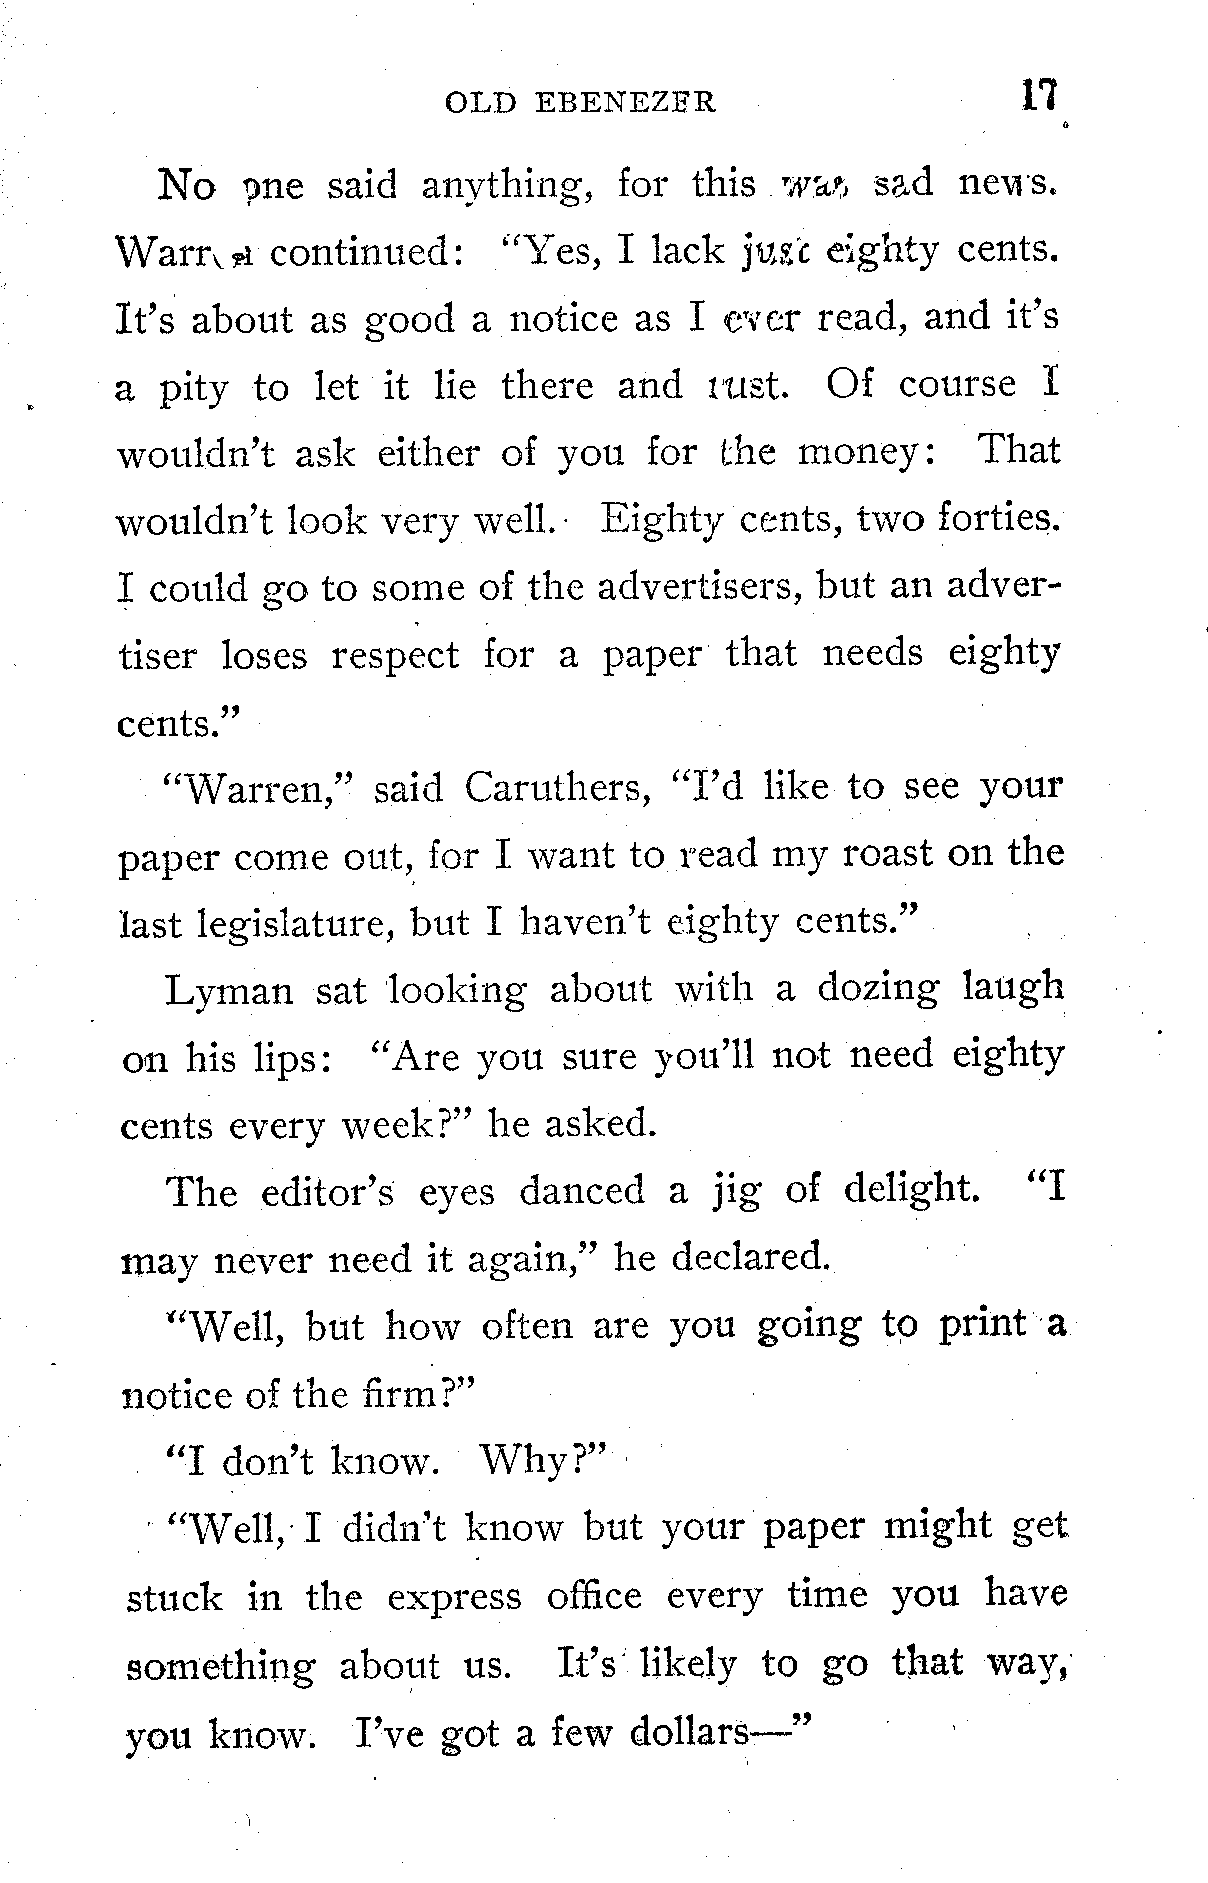 OLD EBENEZER 17
No one said anything, for this was sad news.
Warren continued: “Yes, I lack just eighty cents.
It’s about as good a notice as I ever read, and it’s
a pity to let it lie there and rust. Of course I
wouldn’t ask either of you for the money: That
wouldn’t look very well. Eighty cents, two forties.
I could go to some of the advertisers, but an adver-
tiser loses respect for a paper that needs eighty
cents.”
“Warren,” said Caruthers, “I’d like to see your
paper come out, for I want to read my roast on the
last legislature, but I haven’t eighty cents.”
Lyman sat looking about with a dozing laugh
on his lips: “Are you sure you’ll not need eighty
cents every week?” he asked.
The editor’s eyes danced a jig of delight. “I
may never need it again,” he declared.
“Well, but how often are you going to print a
notice of the firm?”
“I don’t know. Why?”
“Well, I didn’t know but your paper might get
stuck in the express office every time you have
something about us. It’s likely to go that way,
you know. I’ve got a few dollars—”